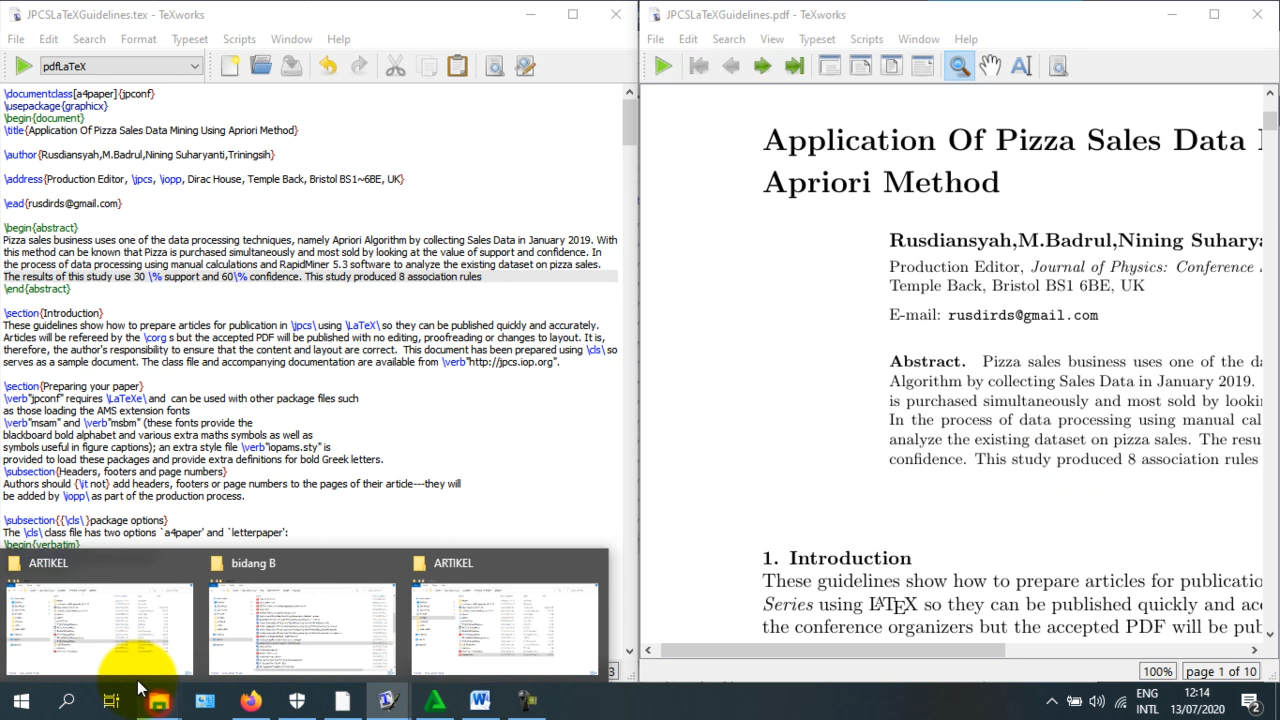 JPCSLaTeXGuidelines.tex - TeXworks
File Edit Search Format Typeset Scripts Window Help
pdfLaTeX
\documentclass[a4paper]{jpconf}
\usepackage{graphicx}
\begin{document}
\title{Application Of Pizza Sales Data Mining Using Apriori Method}
\author{Rusdiansyah,M.Badrul,Nining Suharyanti,Triningsih}
\address{Production Editor, \jpcs, \iopp, Dirac House, Temple Back, Bristol BS1~6BE, UK}
\ead{rusdirds@gmail.com}
\begin{abstract}
Pizza sales business uses one of the data processing techniques, namely Apriori Algorithm by collecting Sales Data in January 2019. With
this method can be known that Pizza is purchased simultaneously and most sold by looking at the value of support and confidence. In
the process of data processing using manual calculations and RapidMiner 5.3 software to analyze the existing dataset on pizza sales.
The results of this study use 30 \% support and 60\% confidence. This study produced 8 association rules
\end{abstract}
\section{Introduction}
These guidelines show how to prepare articles for publication in \jpcs\ using \LaTeX\ so they can be published quickly and accurately.
Articles will be refereed by the \corg s but the accepted PDF will be published with no editing, proofreading or changes to layout. It is,
therefore, the author's responsibility to ensure that the content and layout are correct.  This document has been prepared using \cls\ so
serves as a sample document. The class file and accompanying documentation are available from \verb"http://jpcs.iop.org".
\section{Preparing your paper}
\verb"jpconf" requires \LaTeXe\ and  can be used with other package files such
as those loading the AMS extension fonts
\verb"msam" and \verb"msbm" (these fonts provide the
blackboard bold alphabet and various extra maths symbols as well as
symbols useful in figure captions); an extra style file \verb"iopams.sty" is
provided to load these packages and provide extra definitions for bold Greek letters.
\subsection{Headers, footers and page numbers}
Authors should {\it not} add headers, footers or page numbers to the pages of their article---they will
be added by \iopp\ as part of the production process.
\subsection{{\cls\ }package options}
The \cls\ class file has two options `a4paper' and `letterpaper':
\begin{verbatim}
ARTIKEL
bidang B
ARTIKEL
JPCSLaTeXGuidelines.pdf - TeXworks
File Edit Search View Typeset Scripts Window Help
Application Of Pizza Sales Data
Apriori Method
Rusdiansyah,M.Badrul,Nining Suharya
Production Editor, Journal of Physics: Conference
Temple Back, Bristol BS1 6BE, UK
E-mail: rusdirds@gmail.com
Abstract. Pizza sales business uses one of the da
Algorithm by collecting Sales Data in January 2019.
is purchased simultaneously and most sold by looki
In the process of data processing using manual cal
analyze the existing dataset on pizza sales. The resu
confidence. This study produced 8 association rules
1. Introduction
These guidelines show how to prepare articles for publicatio
Series using LATEX so they can be published quickly and acc
the conference organizers but the accepted PDF will be pub
100% page 1 of 10
ENG
INTL
12:14
13/07/2020
2